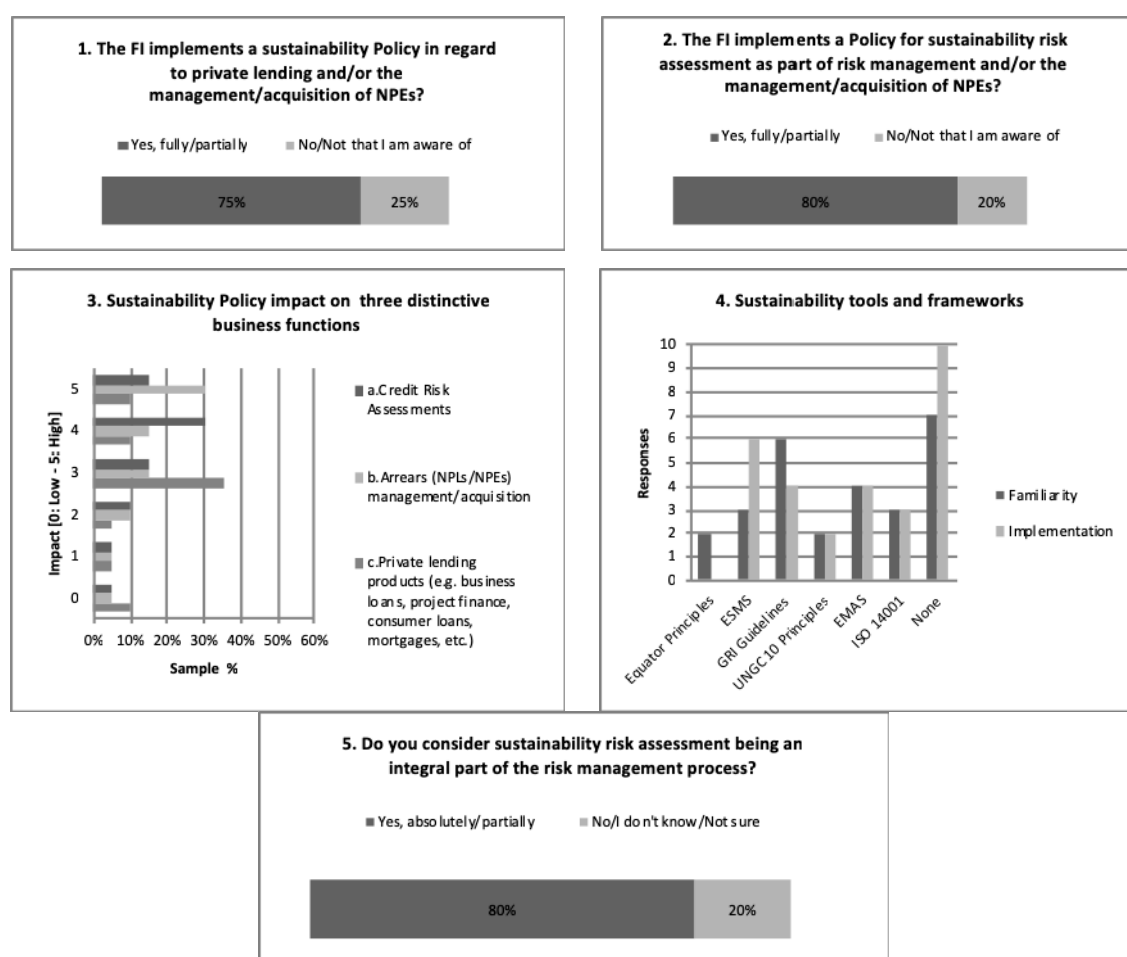 1. The FI implements a sustainability Policy in regard
to private lending and/or the
management/acquisition of NPEs?
Yes, fully/partially No/Not that I am aware of
75% 25%
2. The FI implements a Policy for sustainability risk
assessment as part of risk management and/or the
management/acquisition of NPEs?
Yes, fully/partially No/Not that I am aware of
80% 20%
3. Sustainability Policy impact on three distinctive
business functions
Impact [0: Low - 5: High]
5
4
3
2
1
0
0% 10% 20% 30% 40% 50% 60%
Sample %
a.Credit Risk
Assessments
b.Arrears (NPLs/NPEs)
management/acquisition
c.Private lending
products (e.g. business
loans, project finance,
consumer loans,
mortgages, etc.)
4. Sustainability tools and frameworks
Responses
10
9
8
7
6
5
4
3
2
1
0
Equator Principles
ESMS
GRI Guidelines
UNGC10 Principles
EMAS
ISO 14001
None
Familiarity
Implementation
5. Do you consider sustainability risk assessment being an
integral part of the risk management process?
Yes, absolutely/partially No/I don't know/Not sure
80% 20%